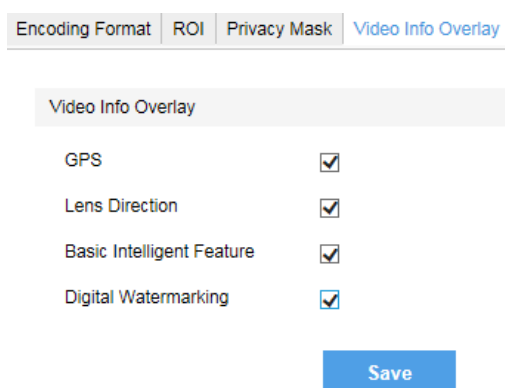 Encoding Format ROI Privacy Mask Video Info Overlay
Video Info Overlay
GPS
Lens Direction
Basic Intelligent Feature
Digital Watermarking
Save